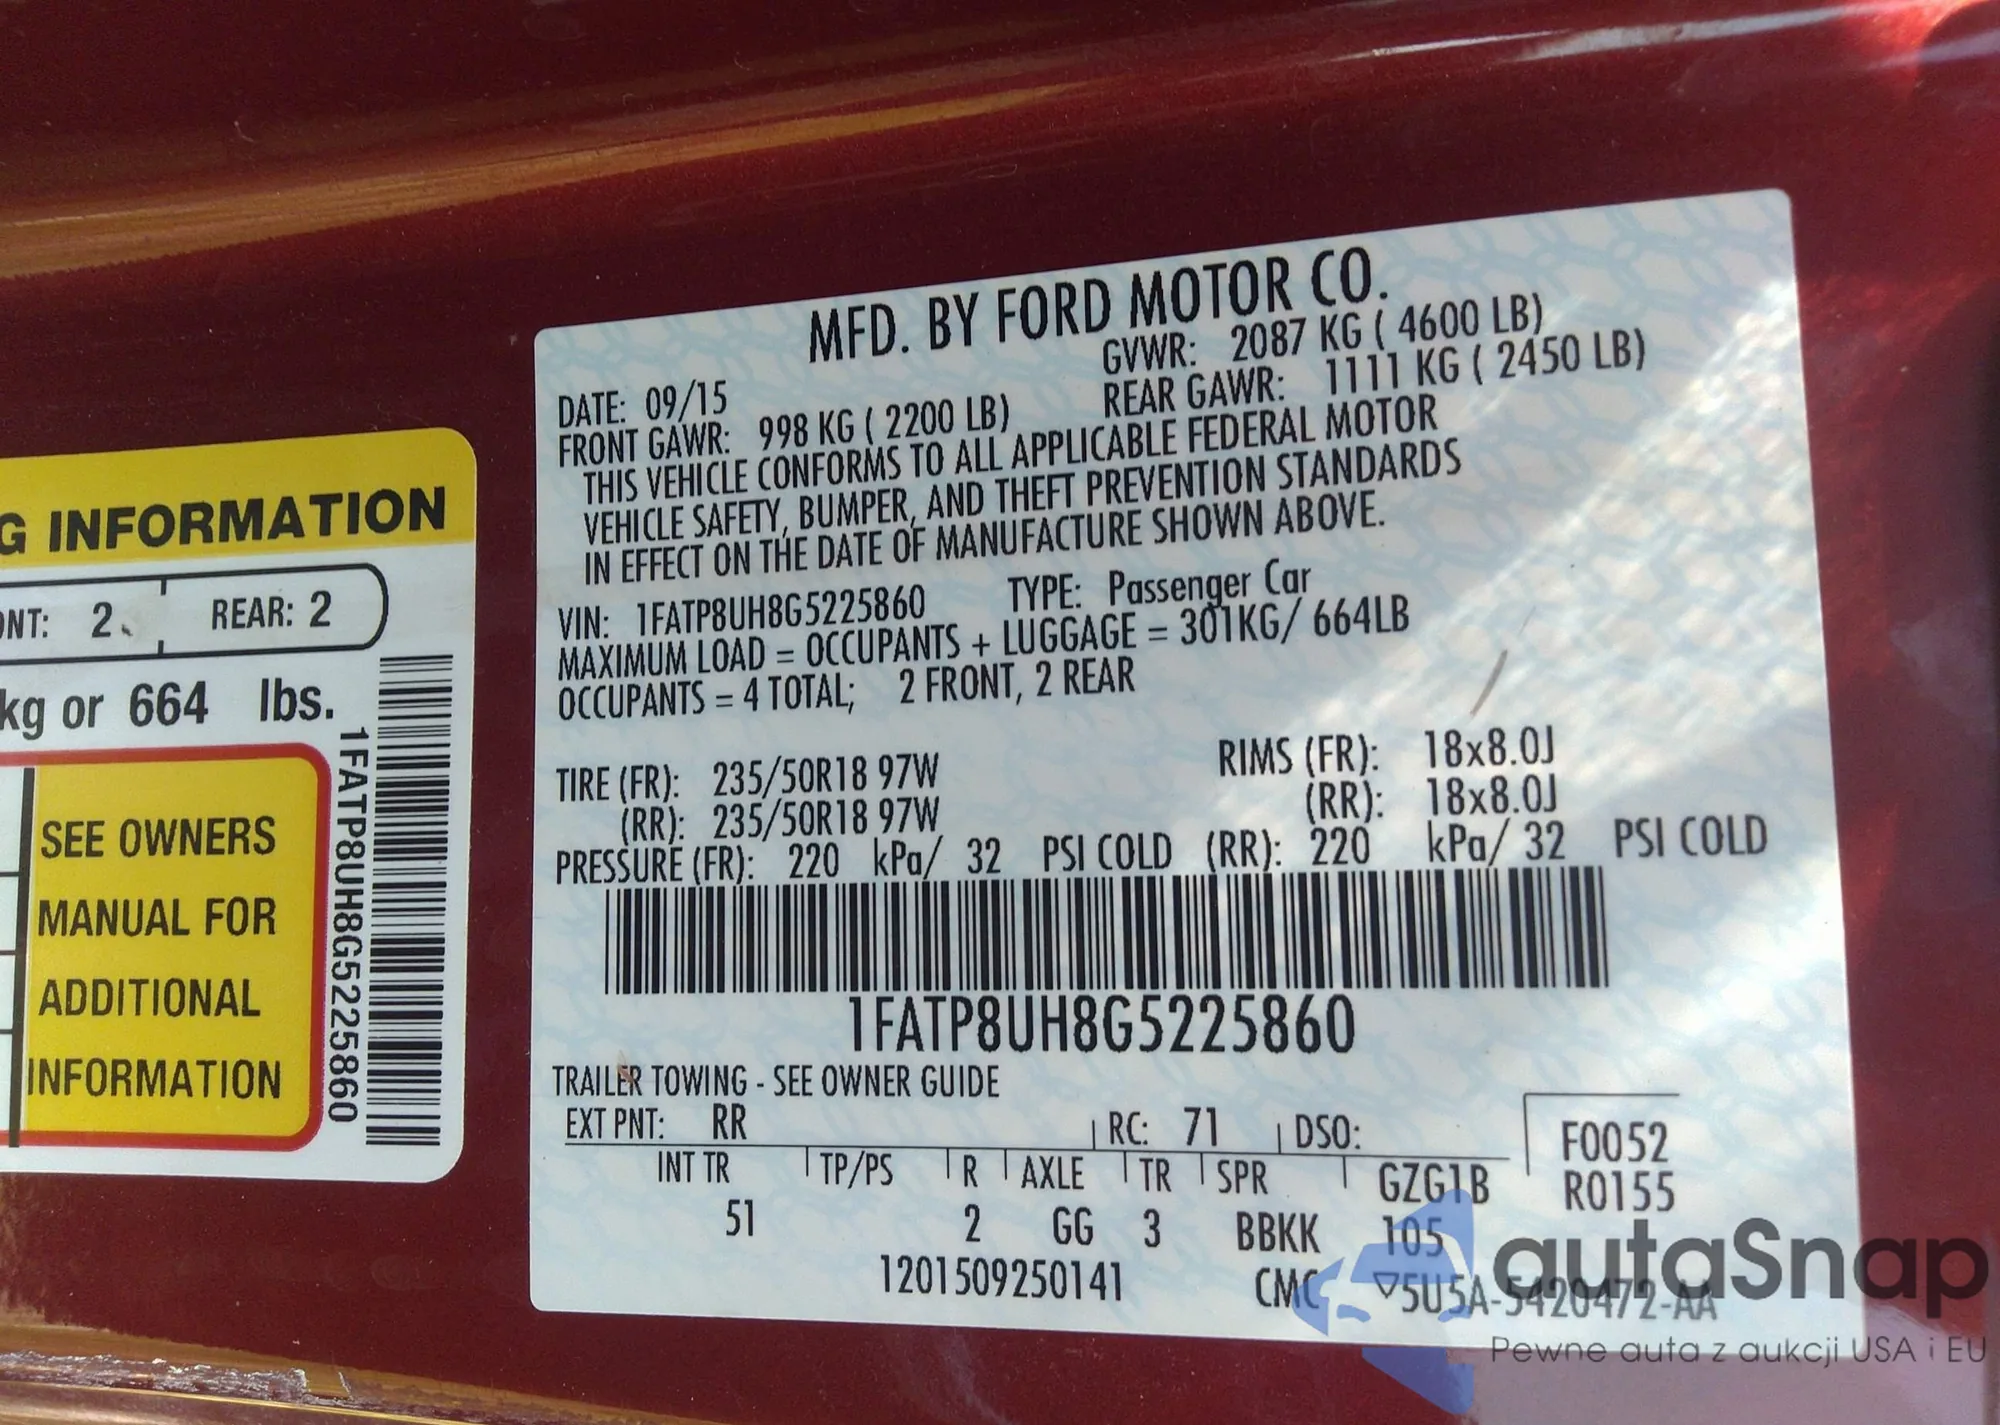 G INFORMATION
NT: 2 REAR: 2
kg or 664 lbs.
SEE OWNERS
MANUAL FOR
ADDITIONAL
INFORMATION
1FATP8UH8G5225860
MFD. BY FORD MOTOR CO.
DATE: 09/15 GVWR: 2087 KG ( 4600 LB)
FRONT GAWR: 998 KG ( 2200 LB) REAR GAWR: 1111 KG ( 2450 LB)
THIS VEHICLE CONFORMS TO ALL APPLICABLE FEDERAL MOTOR
VEHICLE SAFETY, BUMPER, AND THEFT PREVENTION STANDARDS
IN EFFECT ON THE DATE OF MANUFACTURE SHOWN ABOVE.
VIN: 1FATP8UH8G5225860 TYPE: Passenger Car
MAXIMUM LOAD = OCCUPANTS + LUGGAGE = 301KG/ 664LB
OCCUPANTS = 4 TOTAL; 2 FRONT, 2 REAR
TIRE (FR): 235/50R18 97W RIMS (FR): 18x8.0J
(RR): 235/50R18 97W (RR): 18x8.0J
PRESSURE (FR): 220 kPa/ 32 PSI COLD (RR): 220 kPa/ 32 PSI COLD
1FATP8UH8G5225860
TRAILER TOWING - SEE OWNER GUIDE
EXT PNT: RR RC: 71 DSO: F0052
INT TR TP/PS R AXLE TR SPR GZG1B R0155
51 2 GG 3 BBKK 105
1201509250141 CMC ▽5U5A-5420472-AA
autaSnap
Pewne auta z aukcji USA i EU